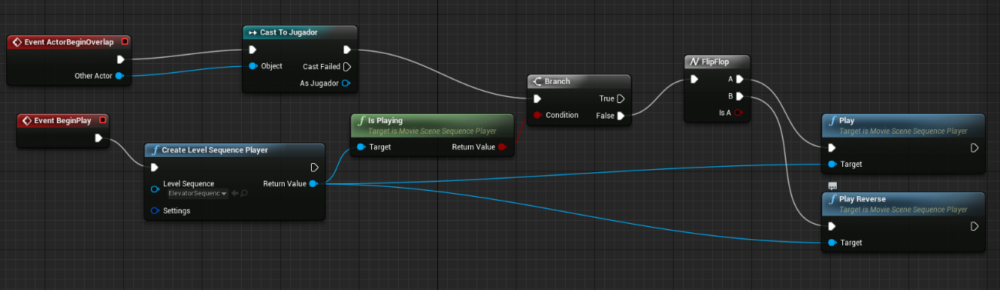 Event ActorBeginOverlap
Other Actor
Cast To Jugador
Object
Cast Failed
As Jugador
Event BeginPlay
Create Level Sequence Player
Level Sequence
ElevatorSequenc
Return Value
Settings
Is Playing
Target is Movie Scene Sequence Player
Target
Return Value
Branch
True
Condition
False
FlipFlop
A
B
Is A
Play
Target is Movie Scene Sequence Player
Target
Play Reverse
Target is Movie Scene Sequence Player
Target